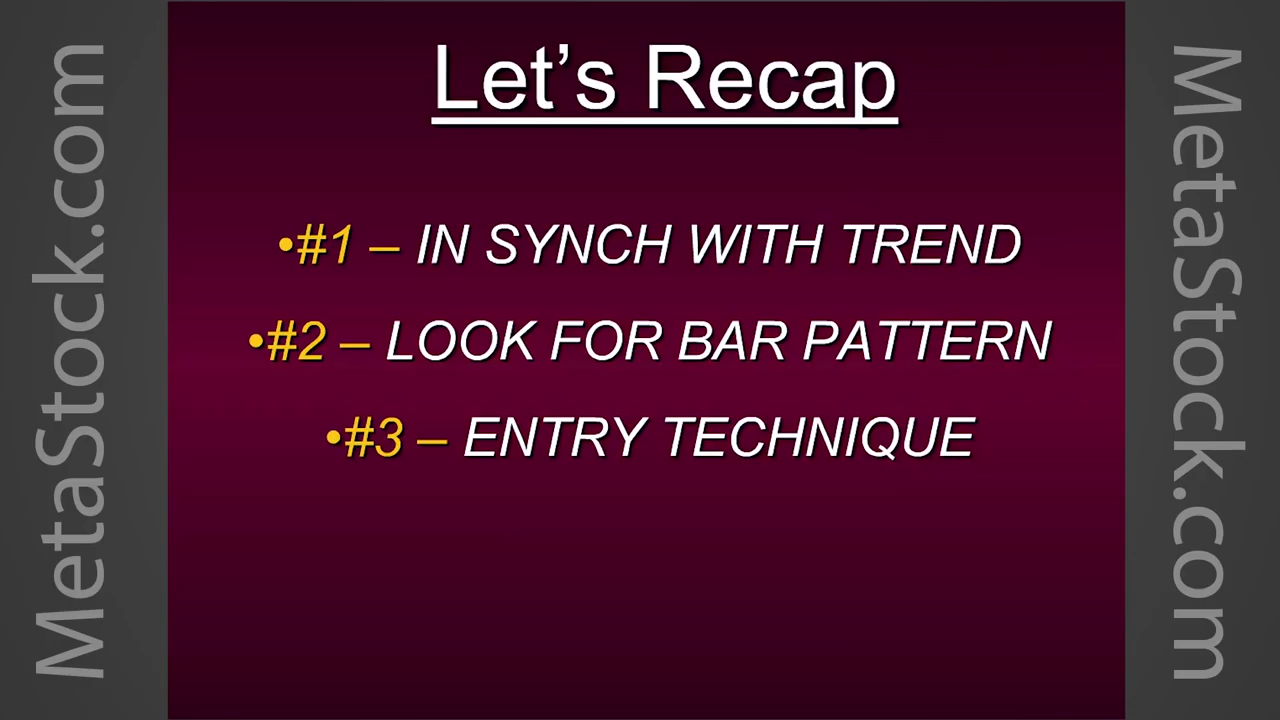 MetaStock.com
Let’s Recap
•#1 – IN SYNCH WITH TREND
•#2 – LOOK FOR BAR PATTERN
•#3 – ENTRY TECHNIQUE
MetaStock.com